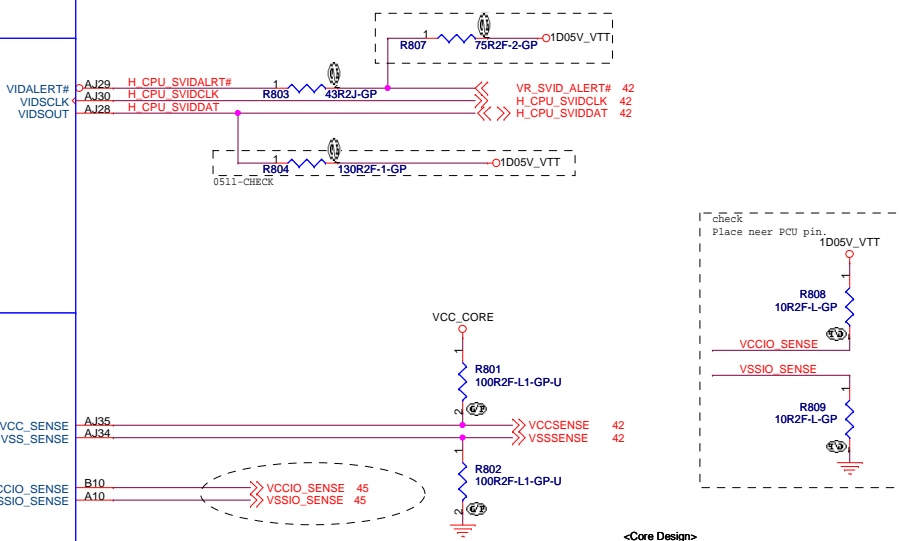 R807 1 75R2F-2-GP 1D05V_VTT
VIDALERT# AJ29 H_CPU_SVIDALRT# R803 1 43R2J-GP VR_SVID_ALERT# 42
VIDSCLK AJ30 H_CPU_SVIDCLK H_CPU_SVIDCLK 42
VIDSOUT AJ28 H_CPU_SVIDDAT H_CPU_SVIDDAT 42
R804 1 130R2F-1-GP 1D05V_VTT
0511-CHECK
check
Place neer PCU pin.
1D05V_VTT
1
R808
10R2F-L-GP
VCCIO_SENSE
VSSIO_SENSE
1
R809
10R2F-L-GP
VCC_CORE
1
R801
100R2F-L1-GP-U
2
VCC_SENSE AJ35 VCCSENSE 42
VSS_SENSE AJ34 VSSSENSE 42
1
R802
100R2F-L1-GP-U
2
CCIO_SENSE B10 VCCIO_SENSE 45
SSIO_SENSE A10 VSSIO_SENSE 45
<Core Design>